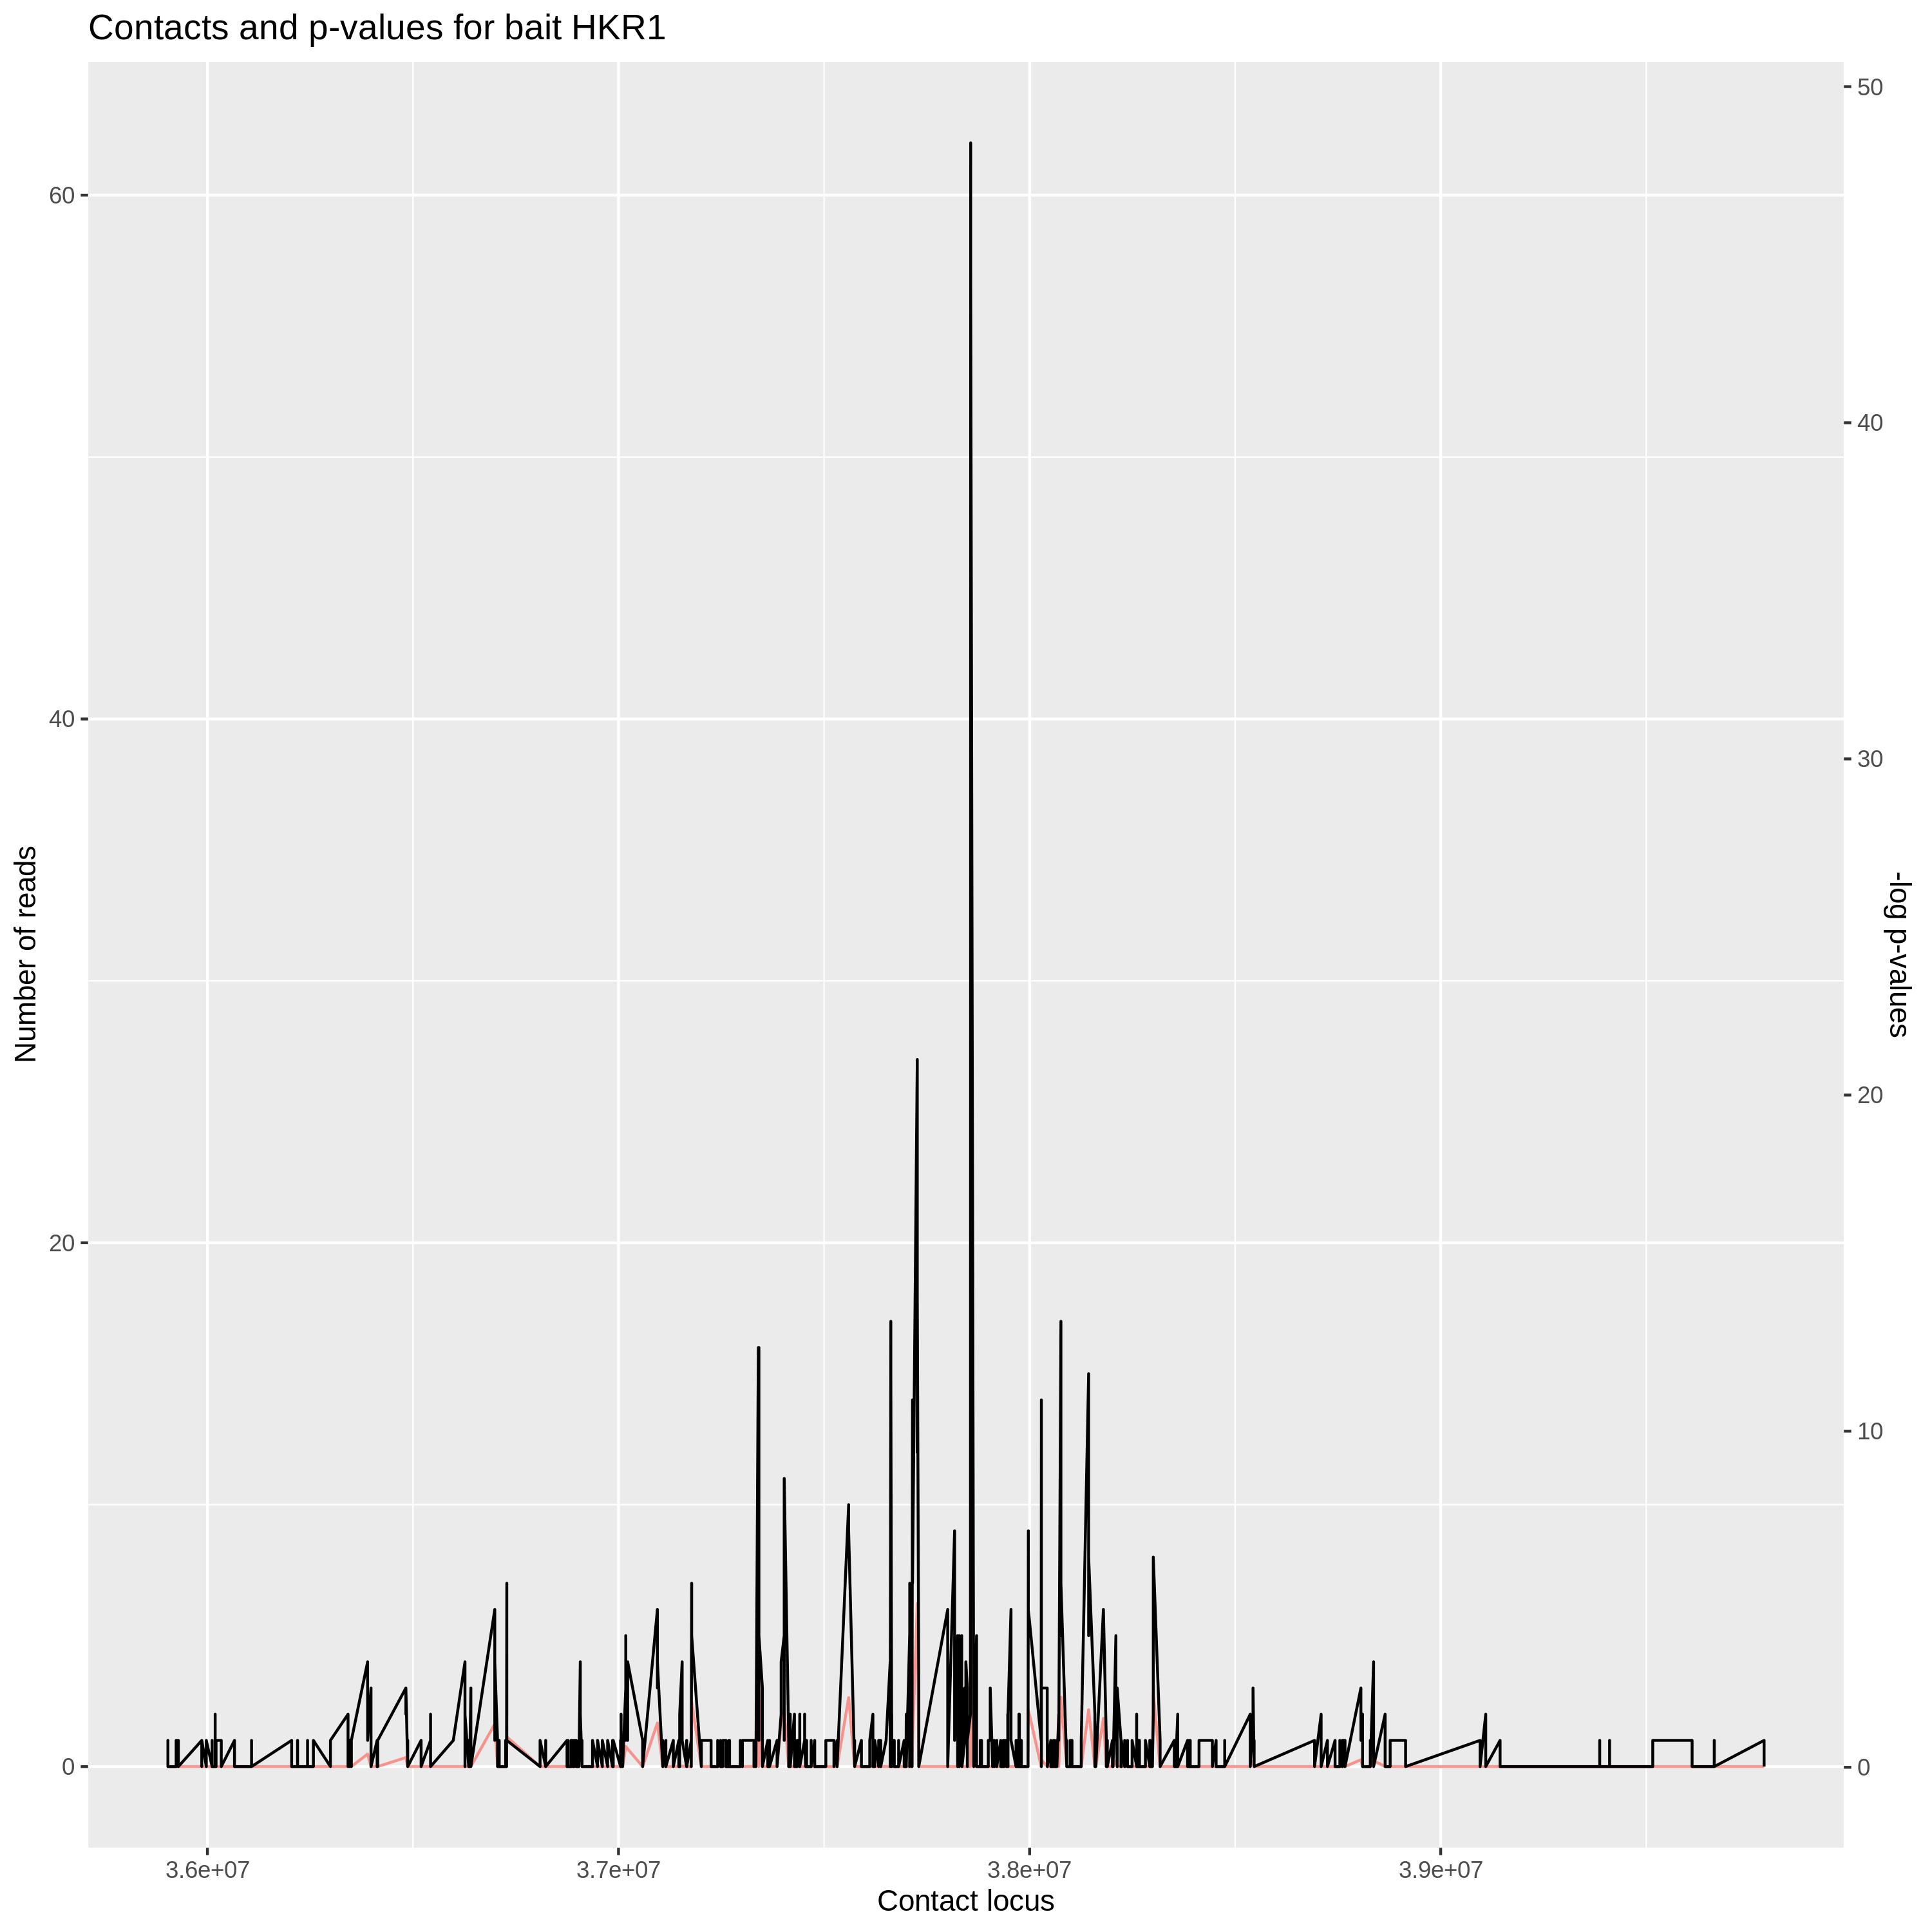 Contacts and p-values for bait HKR1
50
60
40
40
30
Number of reads
-log p-values
20
20
10
0
0
3.6e+07
3.7e+07
3.8e+07
3.9e+07
Contact locus